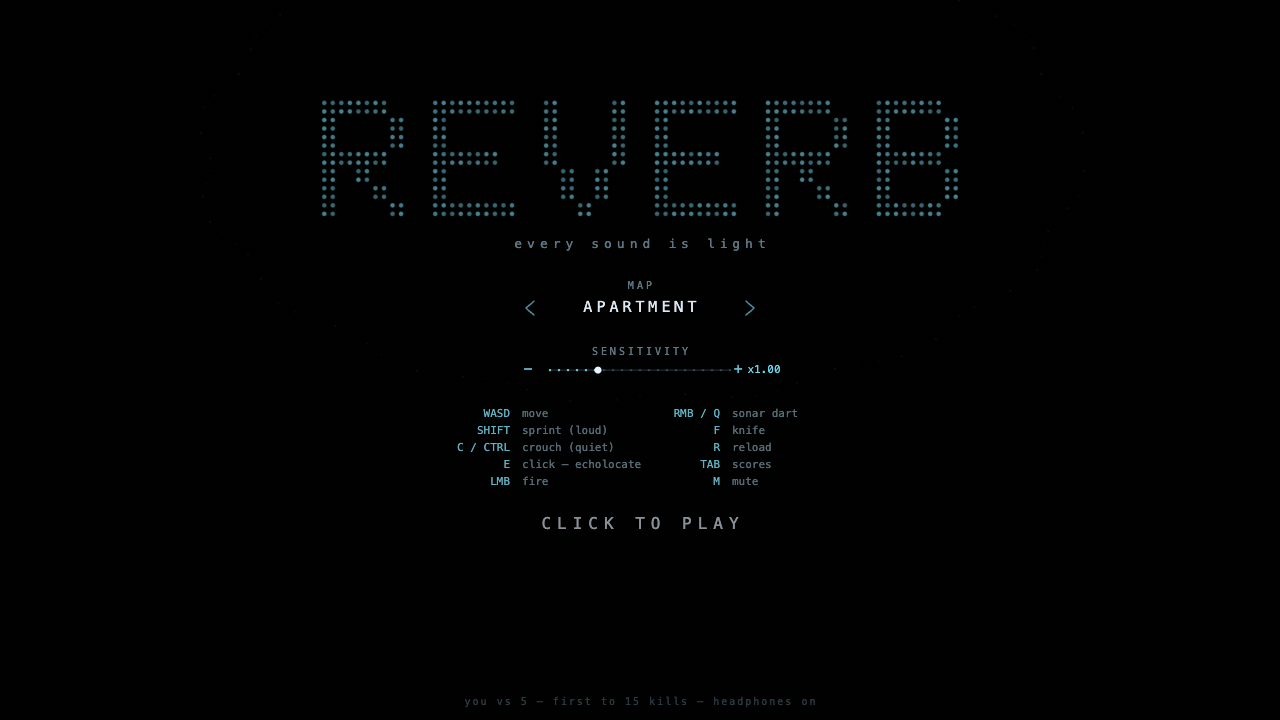 REVERB
every sound is light
MAP
< APARTMENT >
SENSITIVITY
− + x1.00
WASD move RMB / Q sonar dart
SHIFT sprint (loud) F knife
C / CTRL crouch (quiet) R reload
E click — echolocate TAB scores
LMB fire M mute
CLICK TO PLAY
you vs 5 — first to 15 kills — headphones on